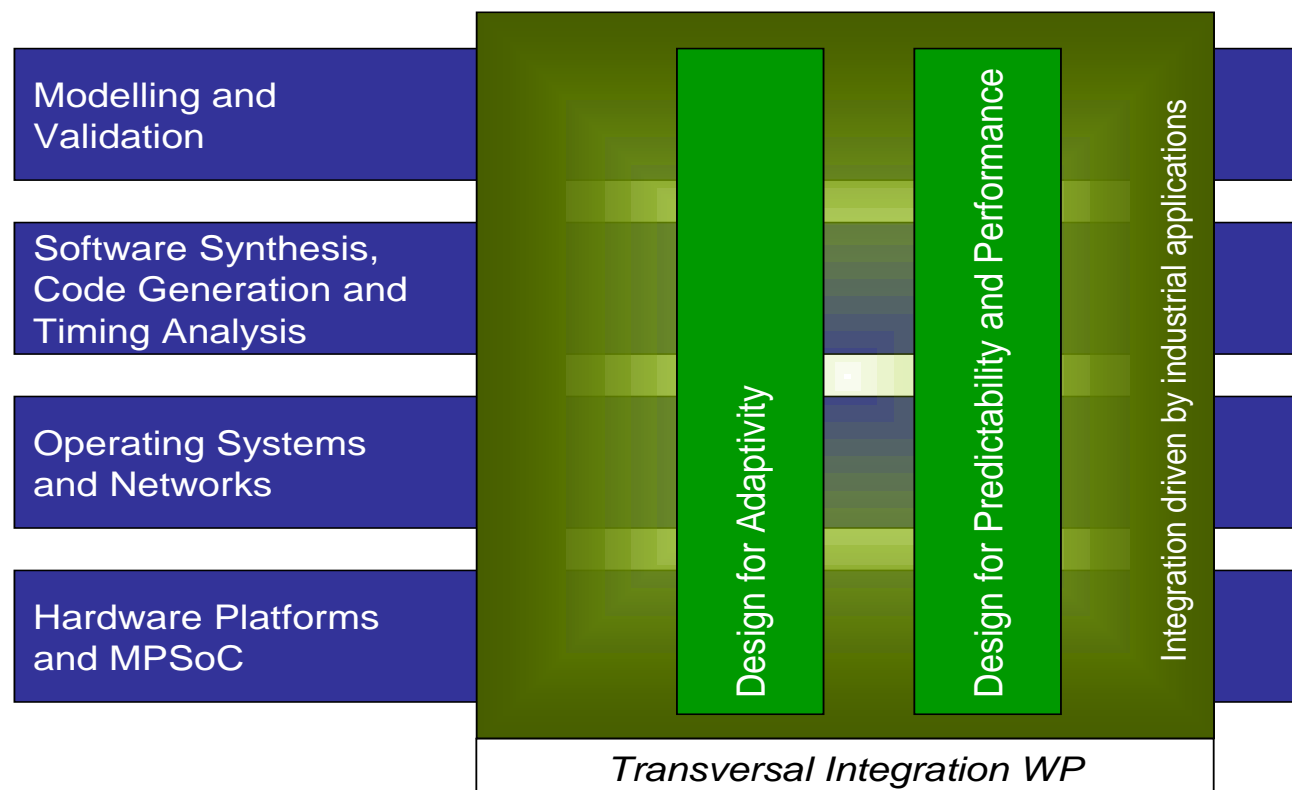 Modelling and
Validation
Software Synthesis,
Code Generation and
Timing Analysis
Operating Systems
and Networks
Hardware Platforms
and MPSoC
Design for Adaptivity
Design for Predictability and Performance
Integration driven by industrial applications
Transversal Integration WP